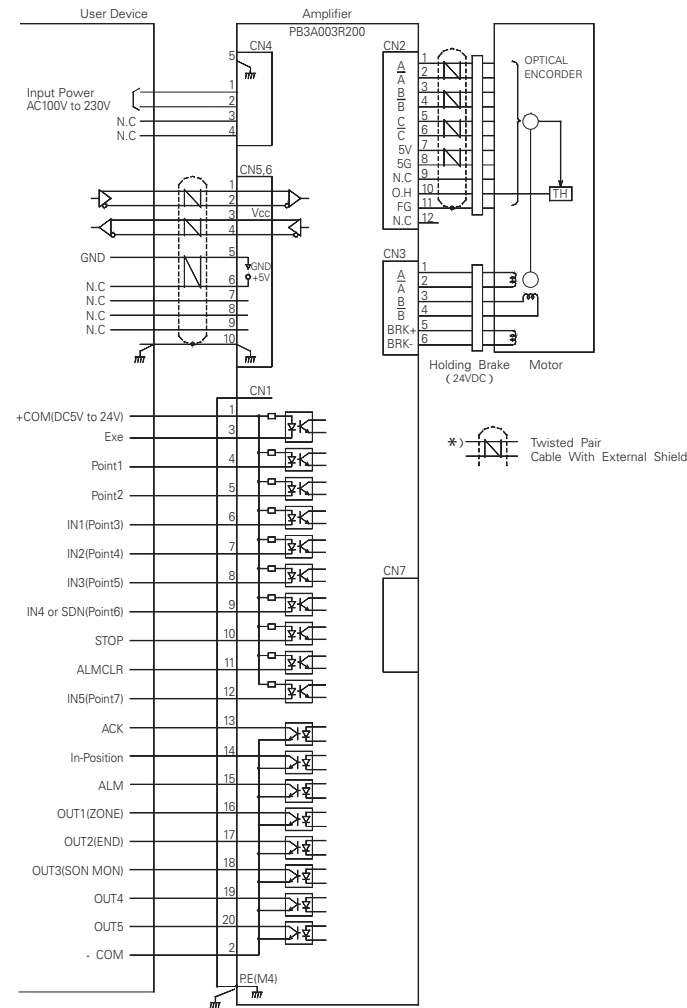 User Device
Amplifier
PB3A003R200
CN4
5
Input Power
AC100V to 230V
N.C
N.C
1
2
3
4
CN5,6
1
2
3 Vcc
4
GND 5
GND
+5V
N.C 6
N.C 7
N.C 8
N.C 9
10
CN2
A 1
A 2
B 3
B 4
C 5
C 6
5V 7
5G 8
N.C 9
O.H 10
FG 11
N.C 12
OPTICAL
ENCORDER
TH
CN3
A 1
A 2
B 3
B 4
BRK+ 5
BRK- 6
Holding Brake
(24VDC)
Motor
*) Twisted Pair
Cable With External Shield
CN1
+COM(DC5V to 24V) 1
Exe 3
Point1 4
Point2 5
IN1(Point3) 6
IN2(Point4) 7
IN3(Point5) 8
IN4 or SDN(Point6) 9
STOP 10
ALMCLR 11
IN5(Point7) 12
ACK 13
In-Position 14
ALM 15
OUT1(ZONE) 16
OUT2(END) 17
OUT3(SON MON) 18
OUT4 19
OUT5 20
- COM 2
P.E(M4)
CN7